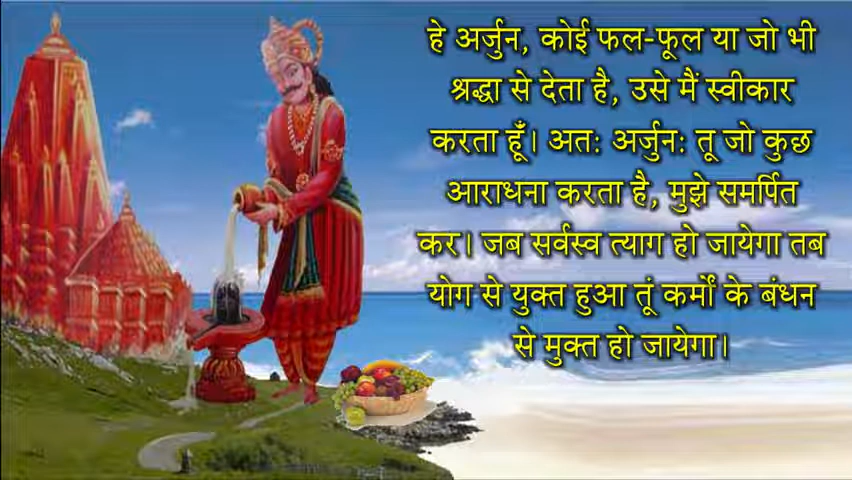 हे अर्जुन, कोई फल-फूल या जो भी
श्रद्धा से देता है, उसे मैं स्वीकार
करता हूँ। अतः अर्जुनः तू जो कुछ
आराधना करता है, मुझे समर्पित
कर। जब सर्वस्व त्याग हो जायेगा तब
योग से युक्त हुआ तूं कर्मों के बंधन
से मुक्त हो जायेगा।